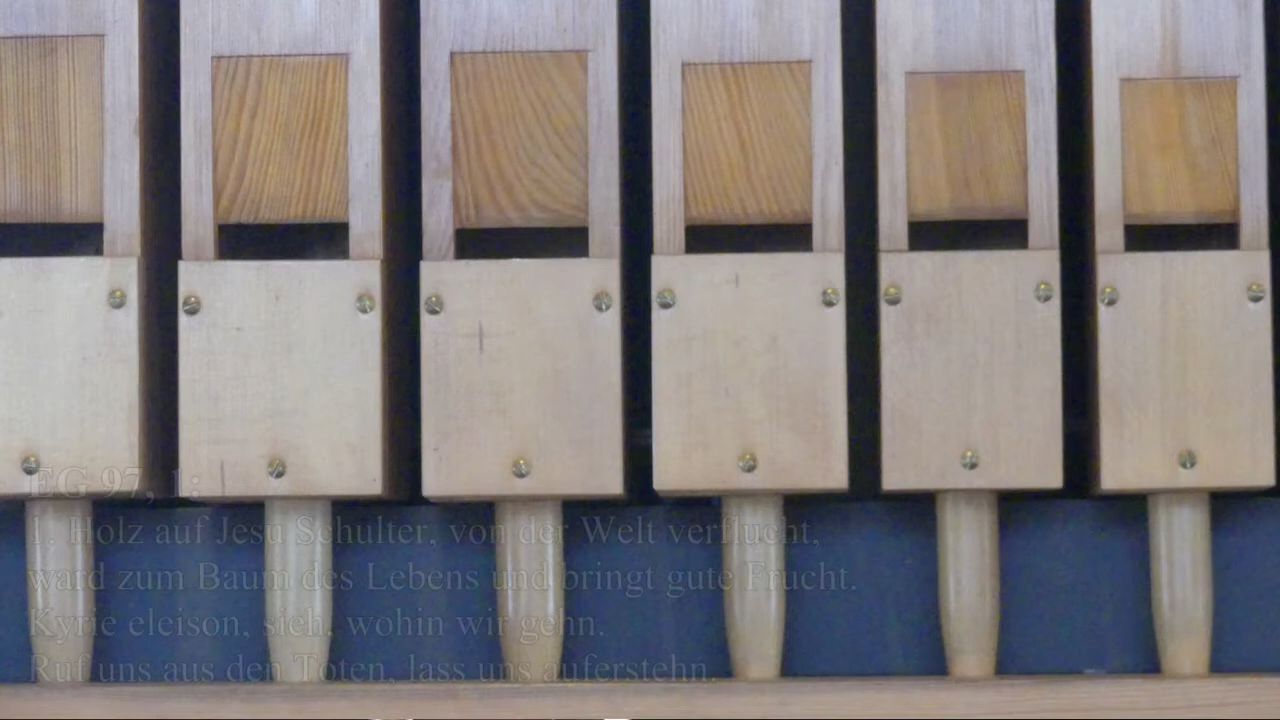 EG 97, 1:
1. Holz auf Jesu Schulter, von der Welt verflucht,
ward zum Baum des Lebens und bringt gute Frucht.
Kyrie eleison, sieh, wohin wir gehn.
Ruf uns aus den Toten, lass uns auferstehn.